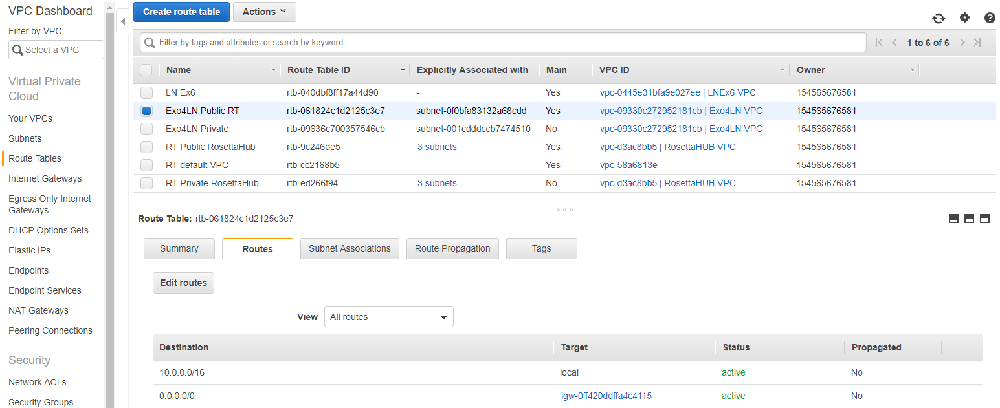 VPC Dashboard
Filter by VPC:
Select a VPC
Virtual Private
Cloud
Your VPCs
Subnets
Route Tables
Internet Gateways
Egress Only Internet
Gateways
DHCP Options Sets
Elastic IPs
Endpoints
Endpoint Services
NAT Gateways
Peering Connections
Security
Network ACLs
Security Groups
Create route table Actions
Filter by tags and attributes or search by keyword 1 to 6 of 6
Name Route Table ID Explicitly Associated with Main VPC ID Owner
LN Ex6 rtb-040dbf8ff17a44d90 - Yes vpc-0445e31bfa9e027ee | LNEx6 VPC 154565676581
Exo4LN Public RT rtb-061824c1d2125c3e7 subnet-0f0bfa83132a68cdd Yes vpc-09330c272952181cb | Exo4LN VPC 154565676581
Exo4LN Private rtb-09636c700357546cb subnet-001cdddccb7474510 No vpc-09330c272952181cb | Exo4LN VPC 154565676581
RT Public RosettaHub rtb-9c246de5 3 subnets Yes vpc-d3ac8bb5 | RosettaHUB VPC 154565676581
RT default VPC rtb-cc2168b5 - Yes vpc-58a6813e 154565676581
RT Private RosettaHub rtb-ed266f94 3 subnets No vpc-d3ac8bb5 | RosettaHUB VPC 154565676581
Route Table: rtb-061824c1d2125c3e7
Summary Routes Subnet Associations Route Propagation Tags
Edit routes
View All routes
Destination Target Status Propagated
10.0.0.0/16 local active No
0.0.0.0/0 igw-0ff420ddffa4c4115 active No